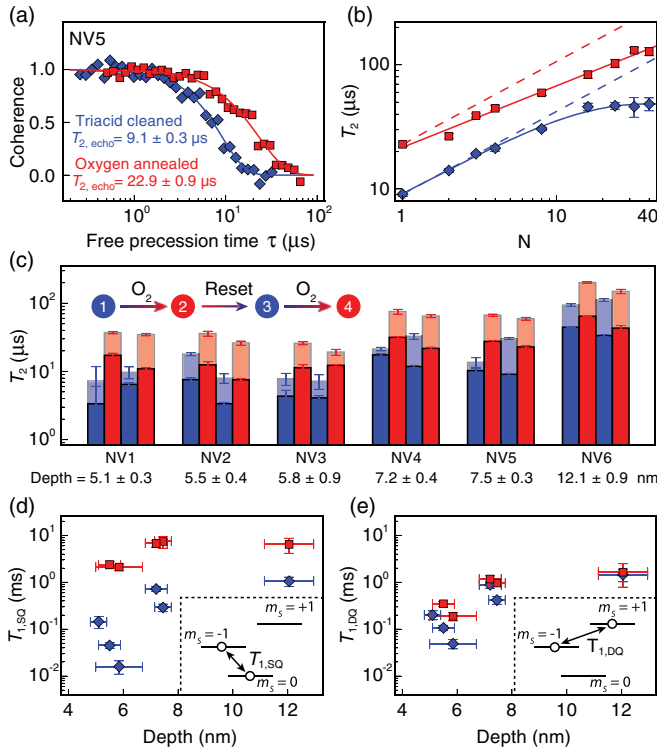 (a)
NV5
Coherence
1.0
0.5
0.0
Triacid cleaned
T2, echo= 9.1 ± 0.3 µs
Oxygen annealed
T2, echo= 22.9 ± 0.9 µs
10⁰ 10¹ 10²
Free precession time τ (µs)
(b)
T₂ (µs)
100
10
1 10 40
N
(c)
O₂ Reset O₂
1 2 3 4
T₂ (µs)
10²
10¹
10⁰
NV1 NV2 NV3 NV4 NV5 NV6
Depth = 5.1 ± 0.3 5.5 ± 0.4 5.8 ± 0.9 7.2 ± 0.4 7.5 ± 0.3 12.1 ± 0.9 nm
(d)
T1,SQ (ms)
10¹
10⁰
10⁻¹
10⁻²
mₛ = +1
mₛ = -1
T1,SQ
mₛ = 0
4 6 8 10 12
Depth (nm)
(e)
T1,DQ (ms)
10¹
10⁰
10⁻¹
10⁻²
mₛ = +1
mₛ = -1
T1,DQ
mₛ = 0
4 6 8 10 12
Depth (nm)